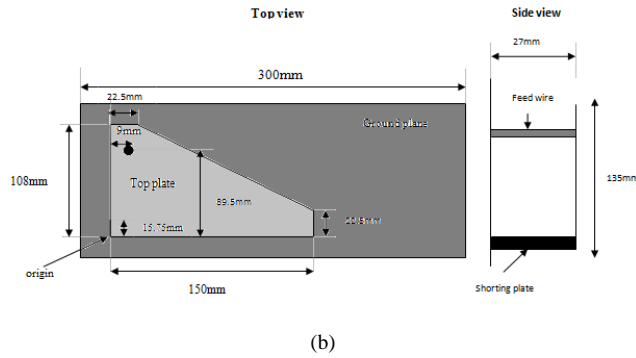 Top view
Side view
27mm
300mm
22.5mm
Feed wire
Ground plane
9mm
108mm
135mm
Top plate
89.5mm
15.75mm
origin
150mm
Shorting plate
(b)